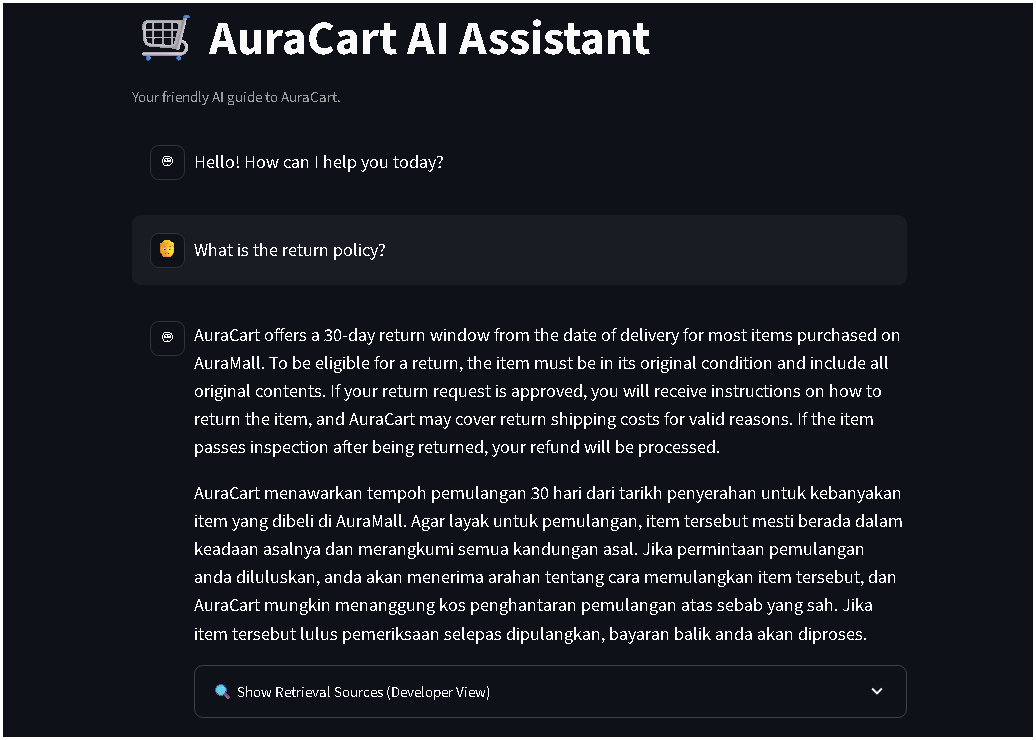 AuraCart AI Assistant
Your friendly AI guide to AuraCart.
Hello! How can I help you today?
What is the return policy?
AuraCart offers a 30-day return window from the date of delivery for most items purchased on
AuraMall. To be eligible for a return, the item must be in its original condition and include all
original contents. If your return request is approved, you will receive instructions on how to
return the item, and AuraCart may cover return shipping costs for valid reasons. If the item
passes inspection after being returned, your refund will be processed.
AuraCart menawarkan tempoh pemulangan 30 hari dari tarikh penyerahan untuk kebanyakan
item yang dibeli di AuraMall. Agar layak untuk pemulangan, item tersebut mesti berada dalam
keadaan asalnya dan merangkumi semua kandungan asal. Jika permintaan pemulangan
anda diluluskan, anda akan menerima arahan tentang cara memulangkan item tersebut, dan
AuraCart mungkin menanggung kos penghantaran pemulangan atas sebab yang sah. Jika
item tersebut lulus pemeriksaan selepas dipulangkan, bayaran balik anda akan diproses.
Show Retrieval Sources (Developer View)